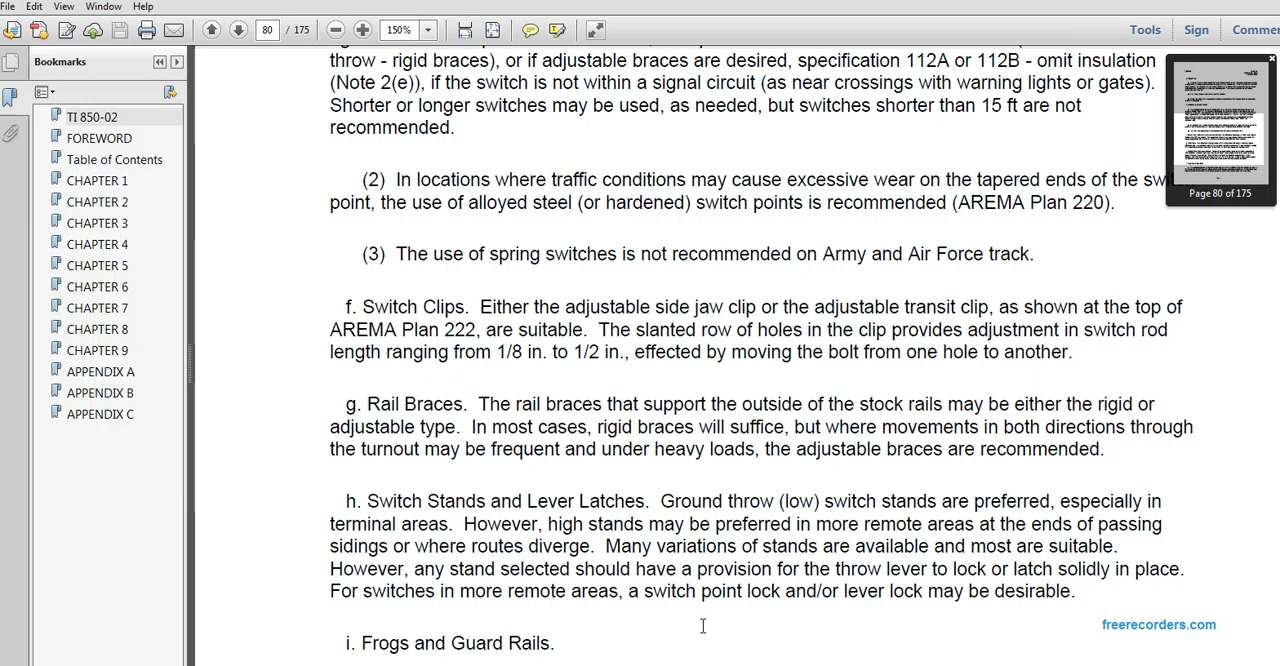 File Edit View Window Help
80 / 175 150% Tools Sign Comme
Bookmarks
TI 850-02
FOREWORD
Table of Contents
CHAPTER 1
CHAPTER 2
CHAPTER 3
CHAPTER 4
CHAPTER 5
CHAPTER 6
CHAPTER 7
CHAPTER 8
CHAPTER 9
APPENDIX A
APPENDIX B
APPENDIX C
throw - rigid braces), or if adjustable braces are desired, specification 112A or 112B - omit insulation
(Note 2(e)), if the switch is not within a signal circuit (as near crossings with warning lights or gates).
Shorter or longer switches may be used, as needed, but switches shorter than 15 ft are not
recommended.
(2) In locations where traffic conditions may cause excessive wear on the tapered ends of the swit
point, the use of alloyed steel (or hardened) switch points is recommended (AREMA Plan 220).
(3) The use of spring switches is not recommended on Army and Air Force track.
f. Switch Clips. Either the adjustable side jaw clip or the adjustable transit clip, as shown at the top of
AREMA Plan 222, are suitable. The slanted row of holes in the clip provides adjustment in switch rod
length ranging from 1/8 in. to 1/2 in., effected by moving the bolt from one hole to another.
g. Rail Braces. The rail braces that support the outside of the stock rails may be either the rigid or
adjustable type. In most cases, rigid braces will suffice, but where movements in both directions through
the turnout may be frequent and under heavy loads, the adjustable braces are recommended.
h. Switch Stands and Lever Latches. Ground throw (low) switch stands are preferred, especially in
terminal areas. However, high stands may be preferred in more remote areas at the ends of passing
sidings or where routes diverge. Many variations of stands are available and most are suitable.
However, any stand selected should have a provision for the throw lever to lock or latch solidly in place.
For switches in more remote areas, a switch point lock and/or lever lock may be desirable.
i. Frogs and Guard Rails.
Page 80 of 175
freerecorders.com